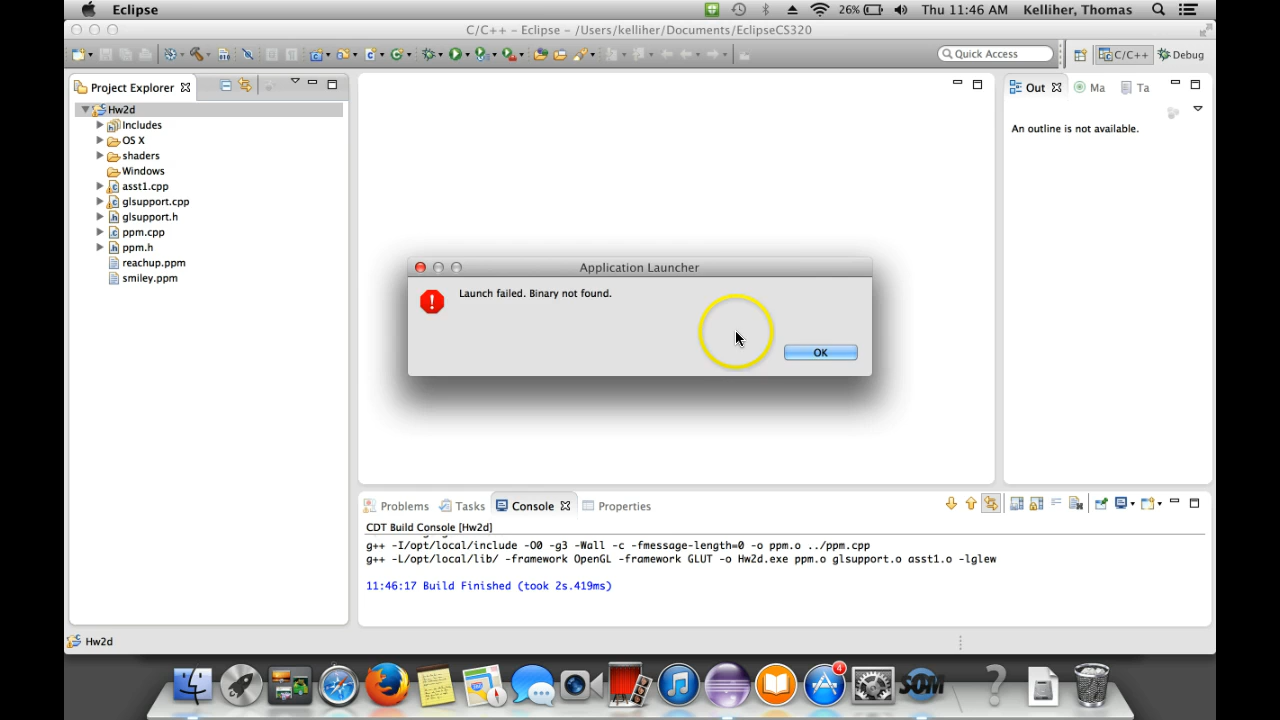 Eclipse
26%
Thu 11:46 AM
Kelliher, Thomas
C/C++ - Eclipse - /Users/kelliher/Documents/EclipseCS320
Quick Access
C/C++
Debug
Project Explorer
Hw2d
Includes
OS X
shaders
Windows
asst1.cpp
glsupport.cpp
glsupport.h
ppm.cpp
ppm.h
reachup.ppm
smiley.ppm
Out
Ma
Ta
An outline is not available.
Application Launcher
Launch failed. Binary not found.
OK
Problems
Tasks
Console
Properties
CDT Build Console [Hw2d]
g++ -I/opt/local/include -O0 -g3 -Wall -c -fmessage-length=0 -o ppm.o ../ppm.cpp
g++ -L/opt/local/lib/ -framework OpenGL -framework GLUT -o Hw2d.exe ppm.o glsupport.o asst1.o -lglew
11:46:17 Build Finished (took 2s.419ms)
Hw2d
4
SOM
?